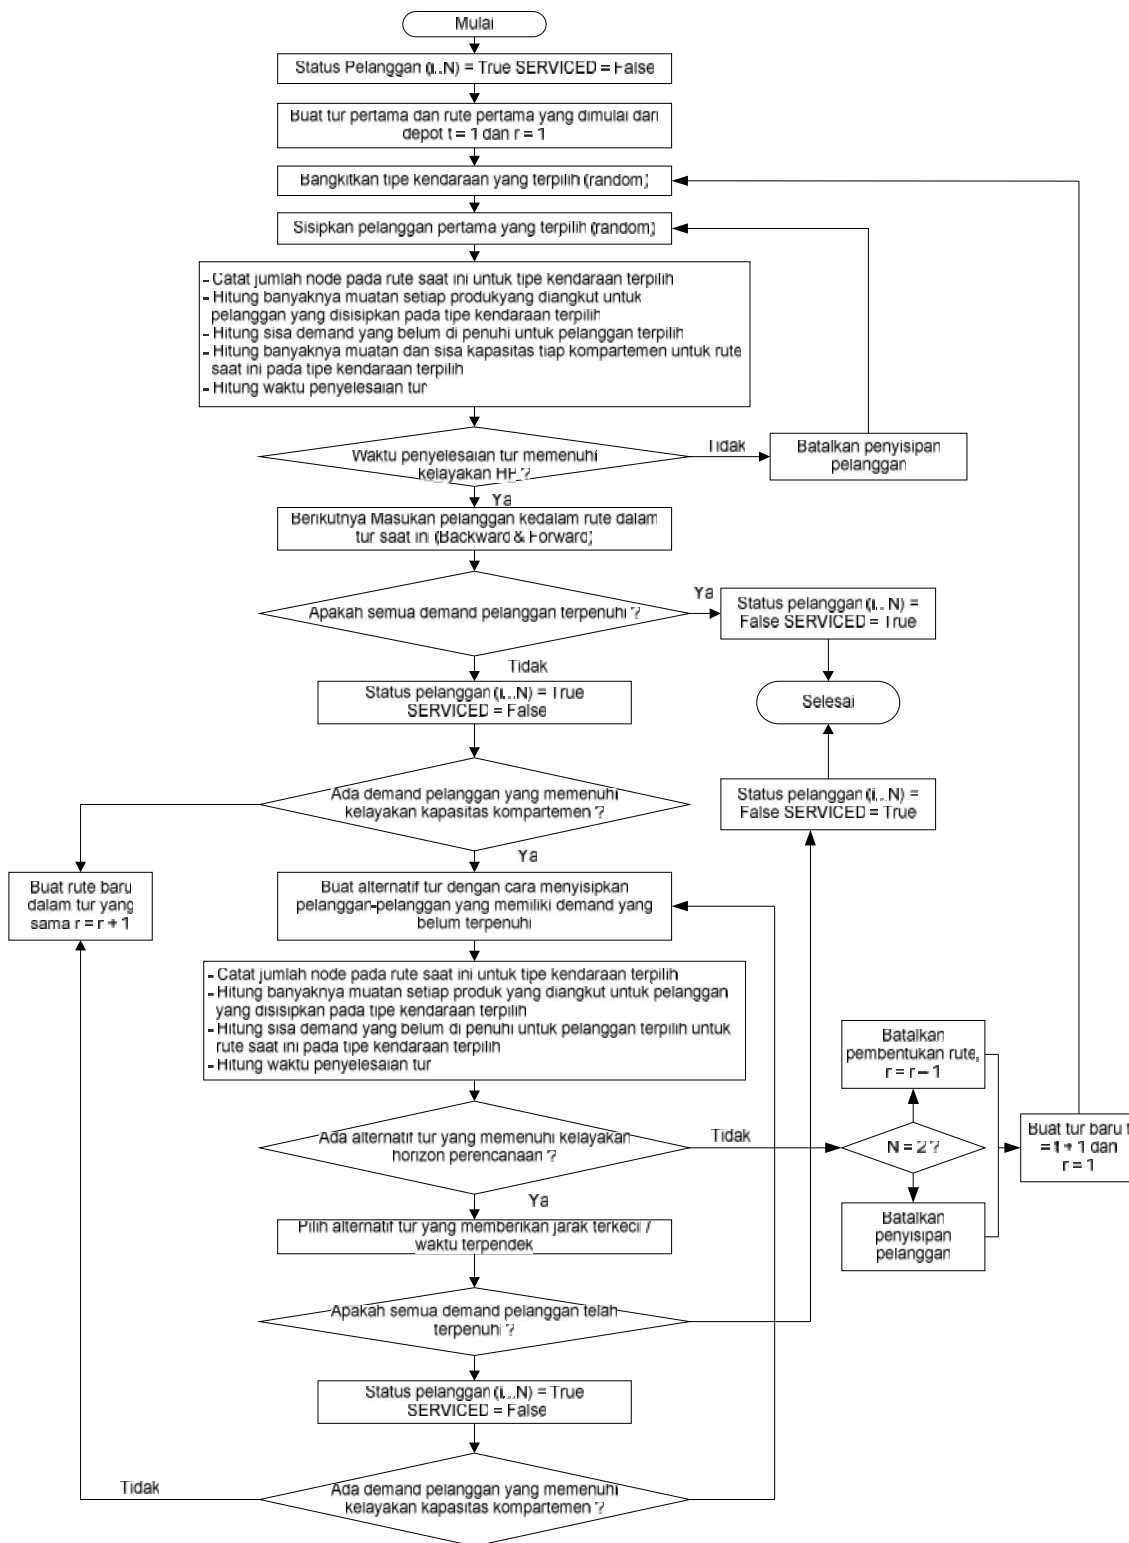 Mulai
Status Pelanggan (i..N) = True SERVICED = False
Buat tur pertama dan rute pertama yang dimulai dari
depot t = 1 dan r = 1
Bangkitkan tipe kendaraan yang terpilih (random)
Sisipkan pelanggan pertama yang terpilih (random)
- Catat jumlah node pada rute saat ini untuk tipe kendaraan terpilih
- Hitung banyaknya muatan setiap produkyang diangkut untuk
pelanggan yang disisipkan pada tipe kendaraan terpilih
- Hitung sisa demand yang belum di penuhi untuk pelanggan terpilih
- Hitung banyaknya muatan dan sisa kapasitas tiap kompartemen untuk rute
saat ini pada tipe kendaraan terpilih
- Hitung waktu penyelesaian tur
Waktu penyelesaian tur memenuhi
kelayakan HP ?
Tidak
Batalkan penyisipan
pelanggan
Ya
Berikutnya Masukan pelanggan kedalam rute dalam
tur saat ini (Backward & Forward)
Apakah semua demand pelanggan terpenuhi ?
Ya
Status pelanggan (i...N) =
False SERVICED = True
Tidak
Status pelanggan (i...N) = True
SERVICED = False
Selesai
Ada demand pelanggan yang memenuhi
kelayakan kapasitas kompartemen ?
Status pelanggan (i...N) =
False SERVICED = True
Ya
Buat rute baru
dalam tur yang
sama r = r + 1
Buat alternatif tur dengan cara menyisipkan
pelanggan-pelanggan yang memiliki demand yang
belum terpenuhi
- Catat jumlah node pada rute saat ini untuk tipe kendaraan terpilih
- Hitung banyaknya muatan setiap produk yang diangkut untuk pelanggan
yang disisipkan pada tipe kendaraan terpilih
- Hitung sisa demand yang belum di penuhi untuk pelanggan terpilih untuk
rute saat ini pada tipe kendaraan terpilih
- Hitung waktu penyelesaian tur
Batalkan
pembentukan rute,
r = r – 1
Ada alternatif tur yang memenuhi kelayakan
horizon perencanaan ?
Tidak
N = 2 ?
Buat tur baru t
= 1 + 1 dan
r = 1
Ya
Batalkan
penyisipan
pelanggan
Pilih alternatif tur yang memberikan jarak terkecil /
waktu terpendek
Apakah semua demand pelanggan telah
terpenuhi ?
Status pelanggan (i...N) = True
SERVICED = False
Tidak
Ada demand pelanggan yang memenuhi
kelayakan kapasitas kompartemen ?